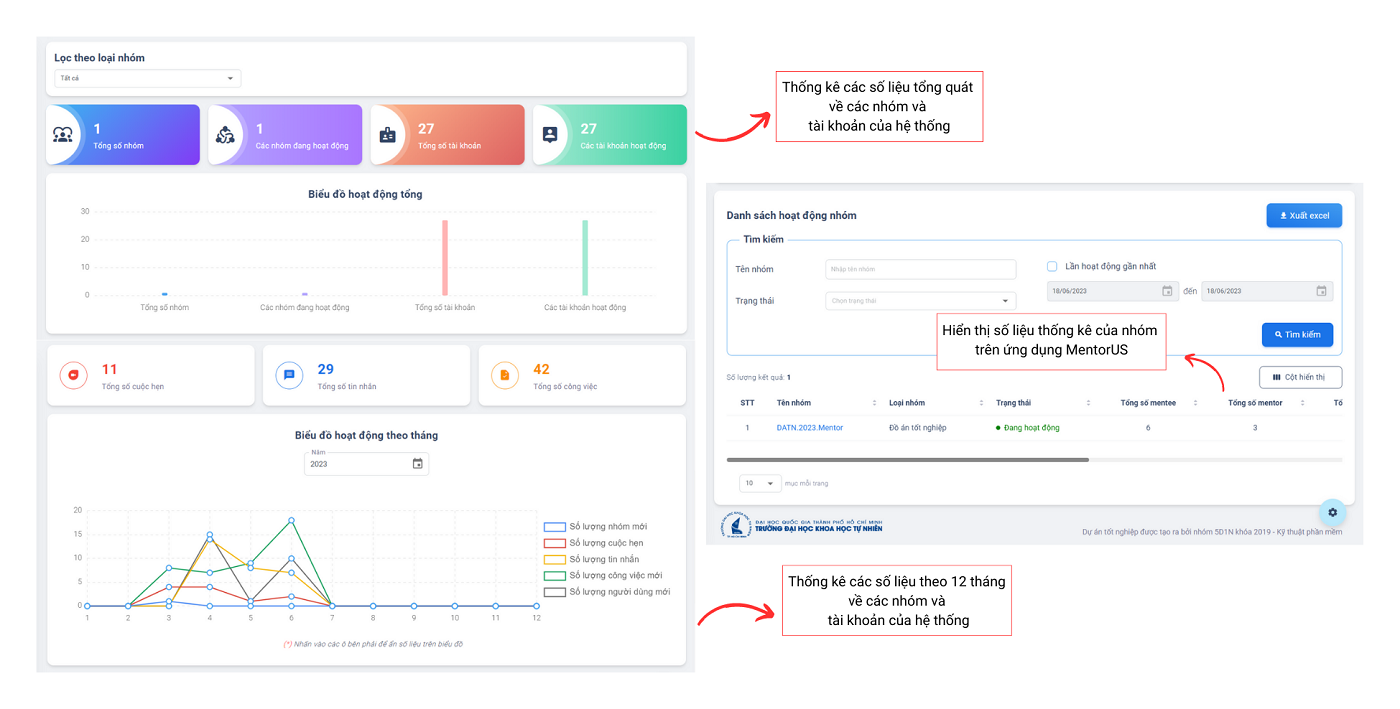 Lọc theo loại nhóm
Tất cả
1
Tổng số nhóm
1
Các nhóm đang hoạt động
27
Tổng số tài khoản
27
Các tài khoản hoạt động
Thống kê các số liệu tổng quát
về các nhóm và
tài khoản của hệ thống
Biểu đồ hoạt động tổng
30
20
10
0
Tổng số nhóm
Các nhóm đang hoạt động
Tổng số tài khoản
Các tài khoản hoạt động
11
Tổng số cuộc hẹn
29
Tổng số tin nhắn
42
Tổng số công việc
Biểu đồ hoạt động theo tháng
Năm
2023
20
15
10
5
0
1 2 3 4 5 6 7 8 9 10 11 12
Số lượng nhóm mới
Số lượng cuộc hẹn
Số lượng tin nhắn
Số lượng công việc mới
Số lượng người dùng mới
(*) Nhấn vào các ô bên phải để ẩn số liệu trên biểu đồ
Danh sách hoạt động nhóm
Xuất excel
Tìm kiếm
Tên nhóm
Nhập tên nhóm
Lần hoạt động gần nhất
Trạng thái
Chọn trạng thái
18/06/2023 đến 18/06/2023
Hiển thị số liệu thống kê của nhóm
trên ứng dụng MentorUS
Tìm kiếm
Số lượng kết quả: 1
Cột hiển thị
STT Tên nhóm Loại nhóm Trạng thái Tổng số mentee Tổng số mentor Tổ
1 DATN.2023.Mentor Đồ án tốt nghiệp Đang hoạt động 6 3
10 mục mỗi trang
ĐẠI HỌC QUỐC GIA THÀNH PHỐ HỒ CHÍ MINH
TRƯỜNG ĐẠI HỌC KHOA HỌC TỰ NHIÊN
Dự án tốt nghiệp được tạo ra bởi nhóm 5D1N khóa 2019 - Kỹ thuật phần mềm
Thống kê các số liệu theo 12 tháng
về các nhóm và
tài khoản của hệ thống